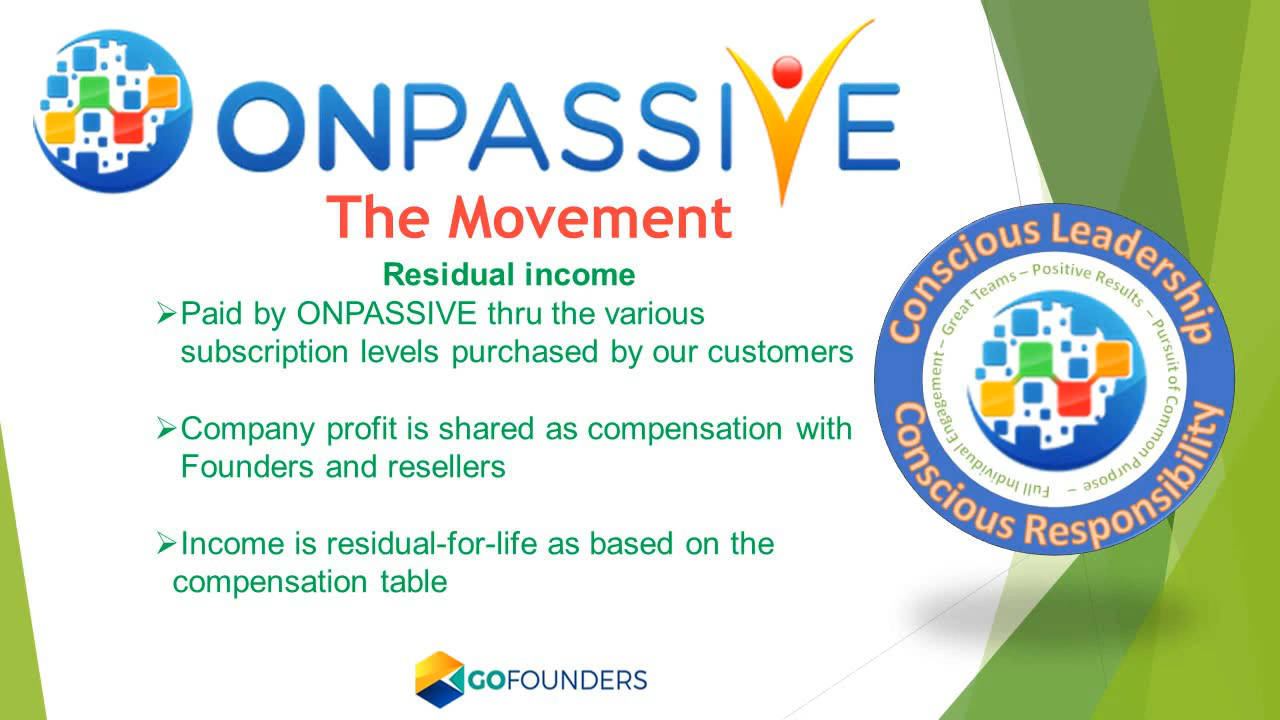 ONPASSIVE
The Movement
Residual income
➢Paid by ONPASSIVE thru the various
subscription levels purchased by our customers
➢Company profit is shared as compensation with
Founders and resellers
➢Income is residual-for-life as based on the
compensation table
Conscious Leadership
Full Individual Engagement – Great Teams – Positive Results – Pursuit of Common Purpose –
Conscious Responsibility
GOFOUNDERS